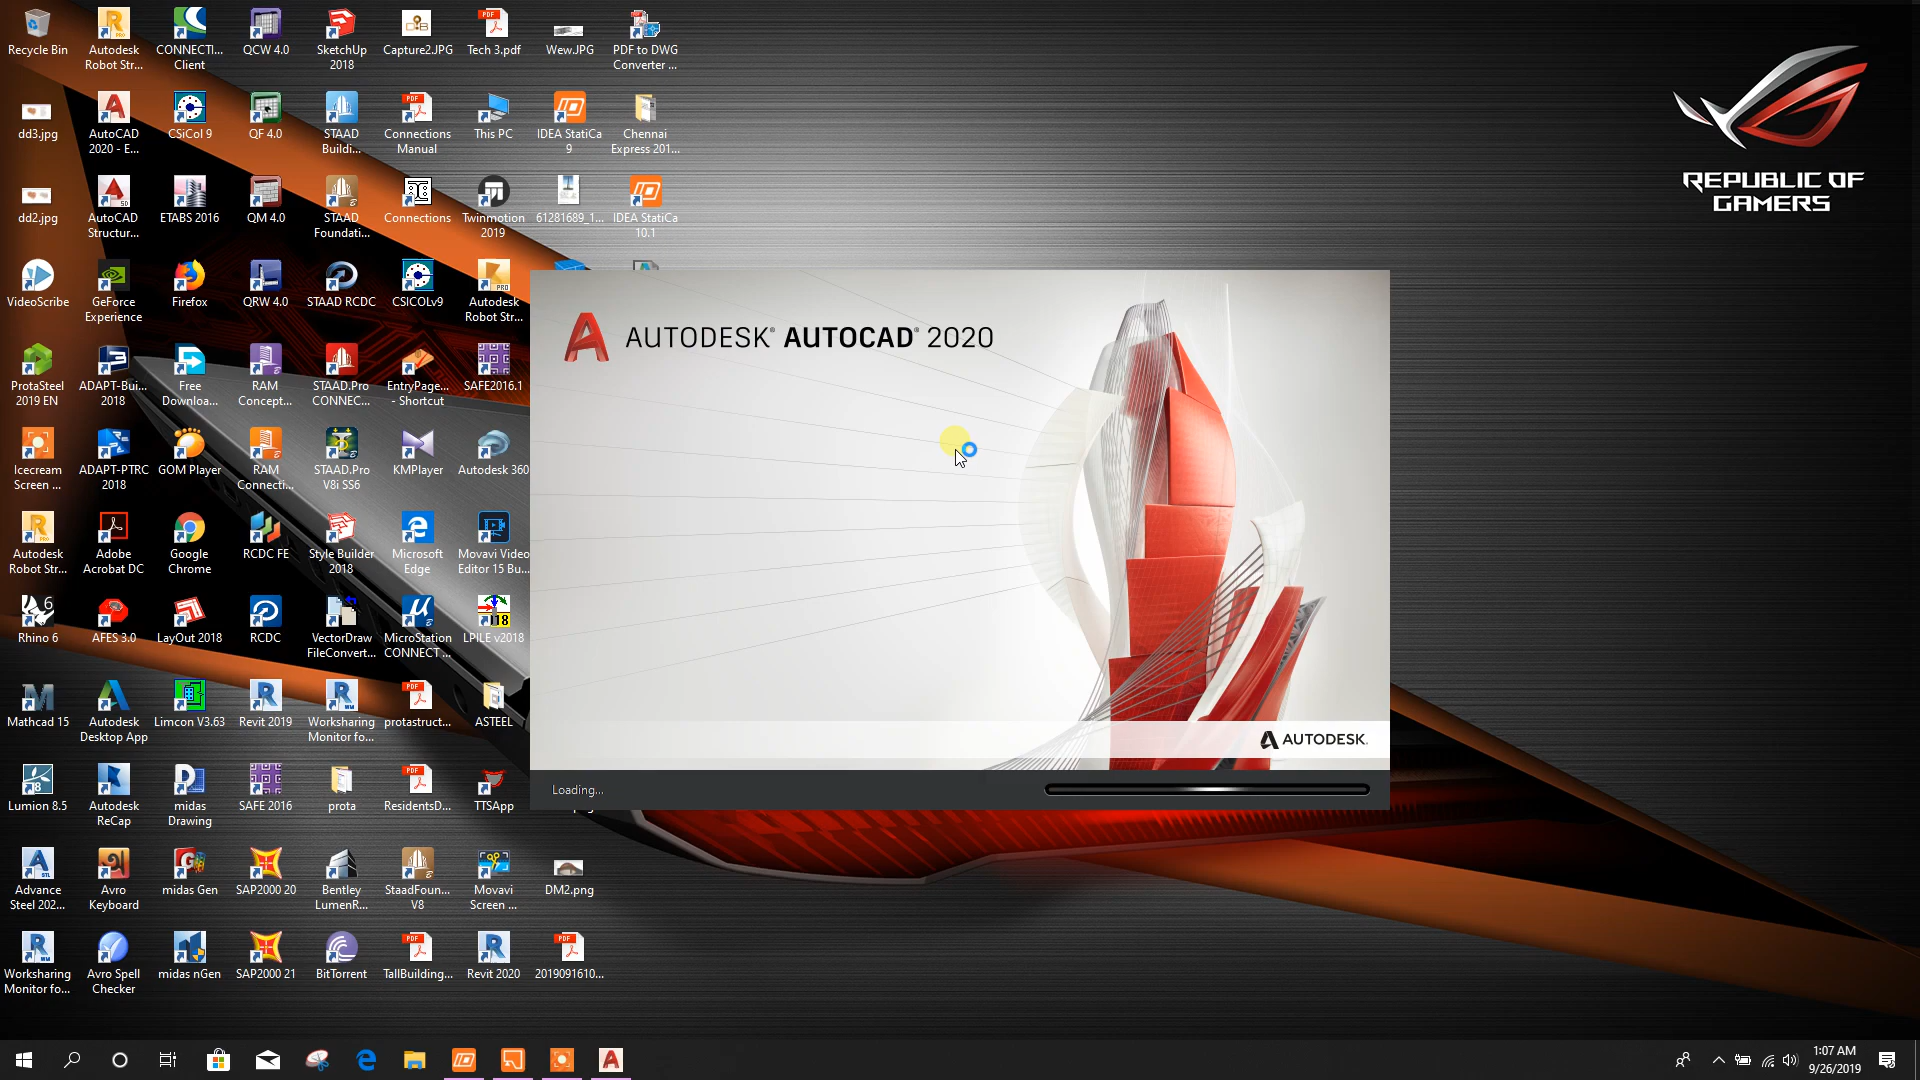 Recycle Bin
Autodesk
Robot Str...
CONNECTI...
Client
QCW 4.0
SketchUp
2018
Capture2.JPG
Tech 3.pdf
Wew.JPG
PDF to DWG
Converter ...
dd3.jpg
AutoCAD
2020 - E...
CSiCol 9
QF 4.0
STAAD
Buildi...
Connections
Manual
This PC
IDEA StatiCa
9
Chennai
Express 201...
dd2.jpg
AutoCAD
Structur...
ETABS 2016
QM 4.0
STAAD
Foundati...
Connections
Twinmotion
2019
61281689_1...
IDEA StatiCa
10.1
VideoScribe
GeForce
Experience
Firefox
QRW 4.0
STAAD RCDC
CSICOLv9
Autodesk
Robot Str...
ProtaSteel
2019 EN
ADAPT-Bui...
2018
Free
Downloa...
RAM
Concept...
STAAD.Pro
CONNEC...
EntryPage...
- Shortcut
SAFE2016.1
Icecream
Screen ...
ADAPT-PTRC
2018
GOM Player
RAM
Connecti...
STAAD.Pro
V8i SS6
KMPlayer
Autodesk 360
Autodesk
Robot Str...
Adobe
Acrobat DC
Google
Chrome
RCDC FE
Style Builder
2018
Microsoft
Edge
Movavi Video
Editor 15 Bu...
Rhino 6
AFES 3.0
LayOut 2018
RCDC
VectorDraw
FileConvert...
MicroStation
CONNECT ...
LPILE v2018
Mathcad 15
Autodesk
Desktop App
Limcon V3.63
Revit 2019
Worksharing
Monitor fo...
protastruct...
ASTEEL
Lumion 8.5
Autodesk
ReCap
midas
Drawing
SAFE 2016
prota
ResidentsD...
TTSApp
Advance
Steel 202...
Avro
Keyboard
midas Gen
SAP2000 20
Bentley
LumenR...
StaadFoun...
V8
Movavi
Screen ...
DM2.png
Worksharing
Monitor fo...
Avro Spell
Checker
midas nGen
SAP2000 21
BitTorrent
TallBuilding...
Revit 2020
2019091610...
REPUBLIC OF
GAMERS
AUTODESK® AUTOCAD® 2020
AUTODESK.
Loading...
1:07 AM
9/26/2019